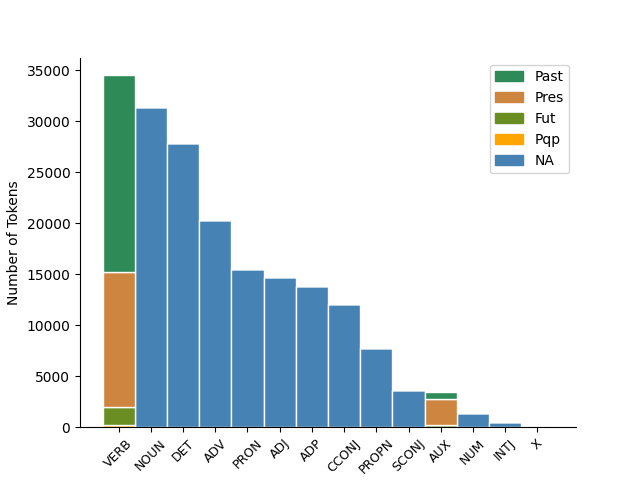 35000
30000
25000
20000
15000
10000
5000
0
Number of Tokens
Past
Pres
Fut
Pqp
NA
VERB
NOUN
DET
ADV
PRON
ADJ
ADP
CCONJ
PROPN
SCONJ
AUX
NUM
INTJ
X